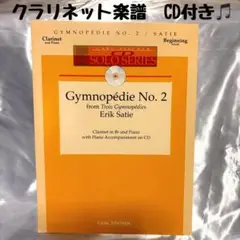 クラリネット楽譜 CD付き🎵
GYMNOPÉDIE NO. 2 / SATIE
Clarinet
and Piano
Beginning
SOLO SERIES
Gymnopédie No. 2
from Trois Gymnopédies
Erik Satie
Clarinet in B♭ and Piano
with Piano Accompaniment on CD